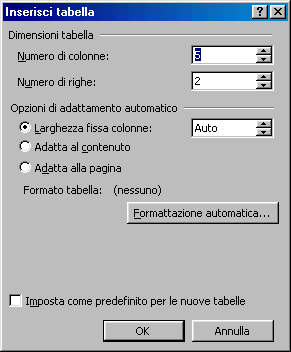 Inserisci tabella
Dimensioni tabella
Numero di colonne: 5
Numero di righe: 2
Opzioni di adattamento automatico
Larghezza fissa colonne: Auto
Adatta al contenuto
Adatta alla pagina
Formato tabella: (nessuno)
Formattazione automatica...
Imposta come predefinito per le nuove tabelle
OK Annulla